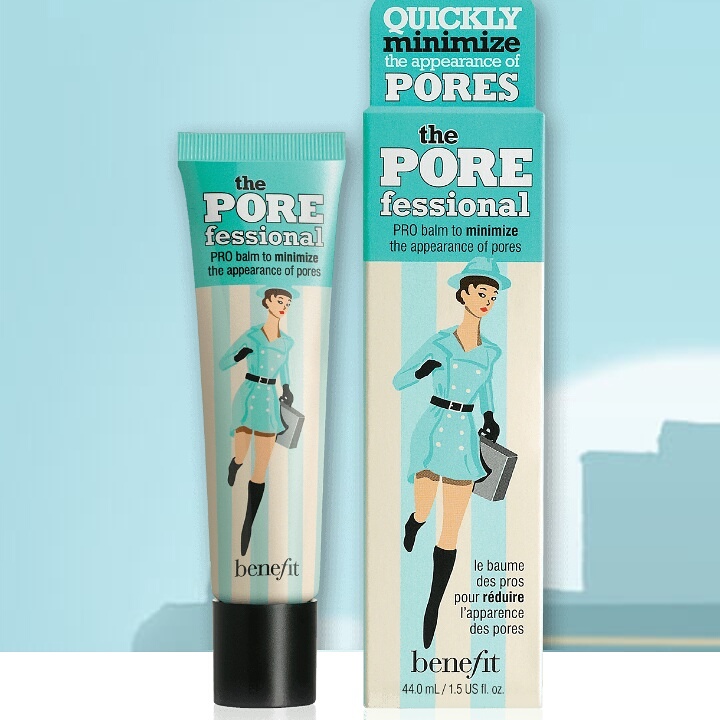 QUICKLY
minimize
the appearance of
PORES
the
PORE
fessional
PRO balm to minimize
the appearance of pores
benefit
the
PORE
fessional
PRO balm to minimize
the appearance of pores
le baume
des pros
pour réduire
l'apparence
des pores
benefit
44.0 mL / 1.5 US fl. oz.